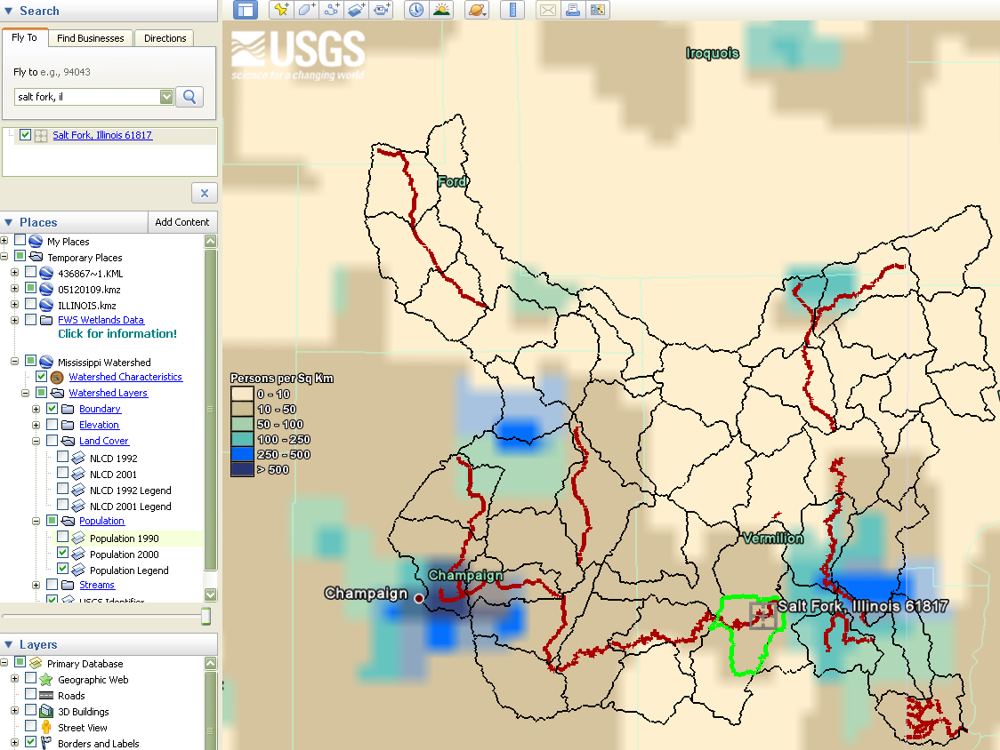 Search
Fly To
Find Businesses
Directions
Fly to e.g., 94043
salt fork, il
Salt Fork, Illinois 61817
Places
Add Content
My Places
Temporary Places
436867~1.KML
05120109.kmz
ILLINOIS.kmz
FWS Wetlands Data
Click for information!
Mississippi Watershed
Watershed Characteristics
Watershed Layers
Boundary
Elevation
Land Cover
NLCD 1992
NLCD 2001
NLCD 1992 Legend
NLCD 2001 Legend
Population
Population 1990
Population 2000
Population Legend
Streams
USGS Identifier
Layers
Primary Database
Geographic Web
Roads
3D Buildings
Street View
Borders and Labels
USGS
science for a changing world
Iroquois
Ford
Persons per Sq Km
0 - 10
10 - 50
50 - 100
100 - 250
250 - 500
> 500
Vermilion
Champaign
Champaign
Salt Fork, Illinois 61817